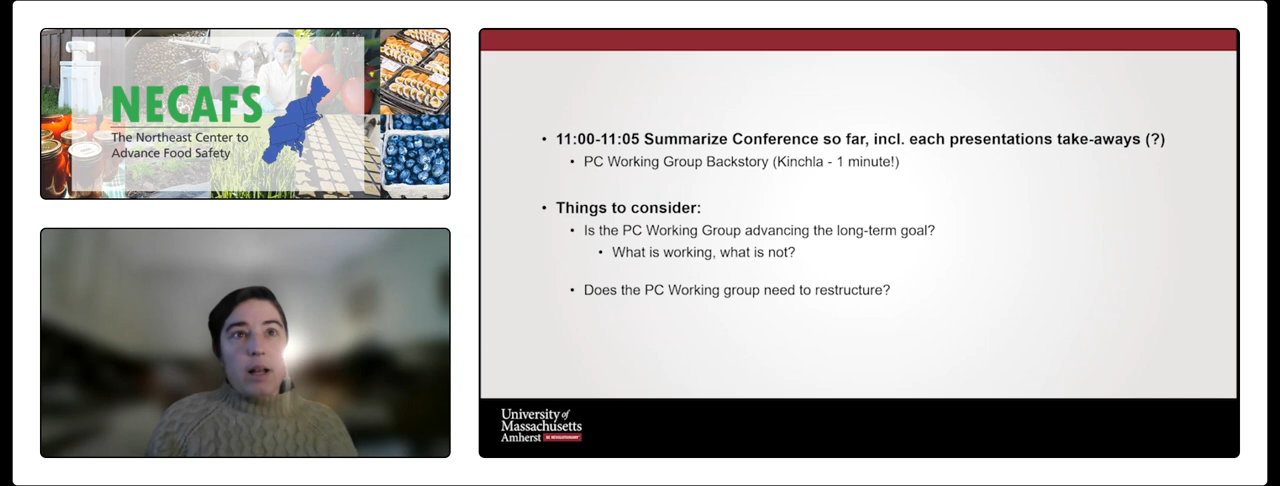 NECAFS
The Northeast Center to
Advance Food Safety
• 11:00-11:05 Summarize Conference so far, incl. each presentations take-aways (?)
• PC Working Group Backstory (Kinchla - 1 minute!)
• Things to consider:
• Is the PC Working Group advancing the long-term goal?
• What is working, what is not?
• Does the PC Working group need to restructure?
University of
Massachusetts
Amherst BE REVOLUTIONARY